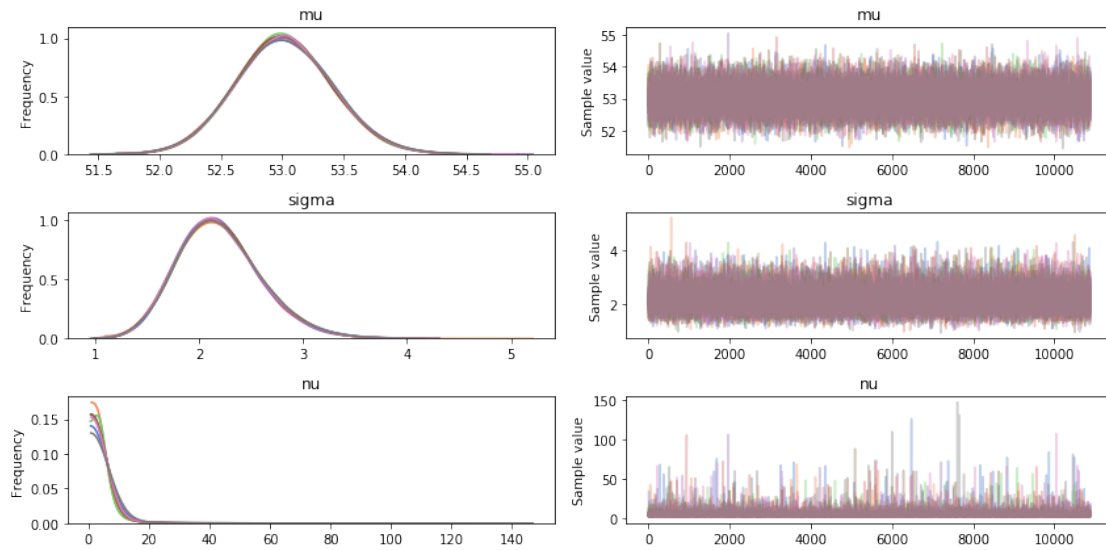 mu
mu
Frequency
1.0
0.5
0.0
51.5 52.0 52.5 53.0 53.5 54.0 54.5 55.0
Sample value
55
54
53
52
0 2000 4000 6000 8000 10000
sigma
sigma
Frequency
1.0
0.5
0.0
1 2 3 4 5
Sample value
4
2
0 2000 4000 6000 8000 10000
nu
nu
Frequency
0.15
0.10
0.05
0.00
0 20 40 60 80 100 120 140
Sample value
150
100
50
0
0 2000 4000 6000 8000 10000